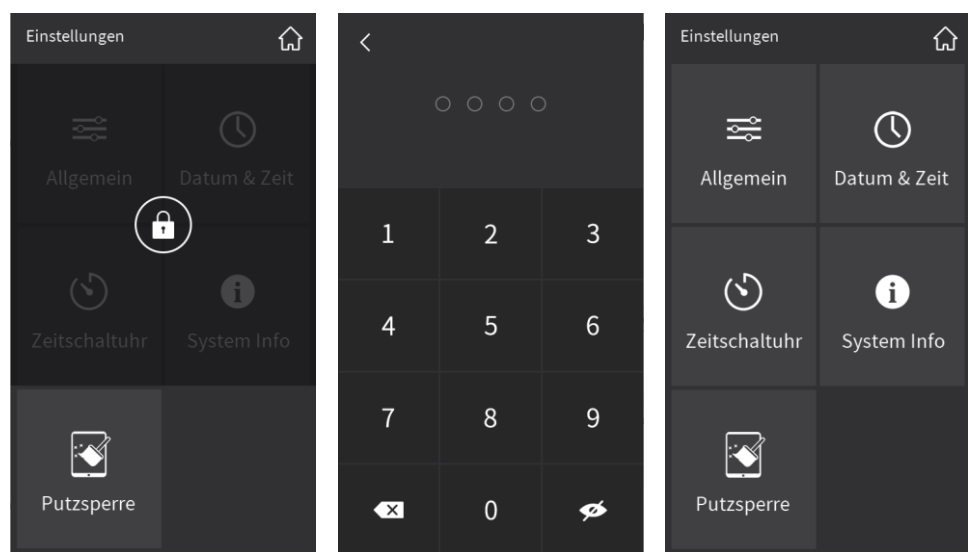 Einstellungen
Allgemein
Datum & Zeit
Zeitschaltuhr
System Info
Putzsperre
1 2 3
4 5 6
7 8 9
0
Einstellungen
Allgemein
Datum & Zeit
Zeitschaltuhr
System Info
Putzsperre